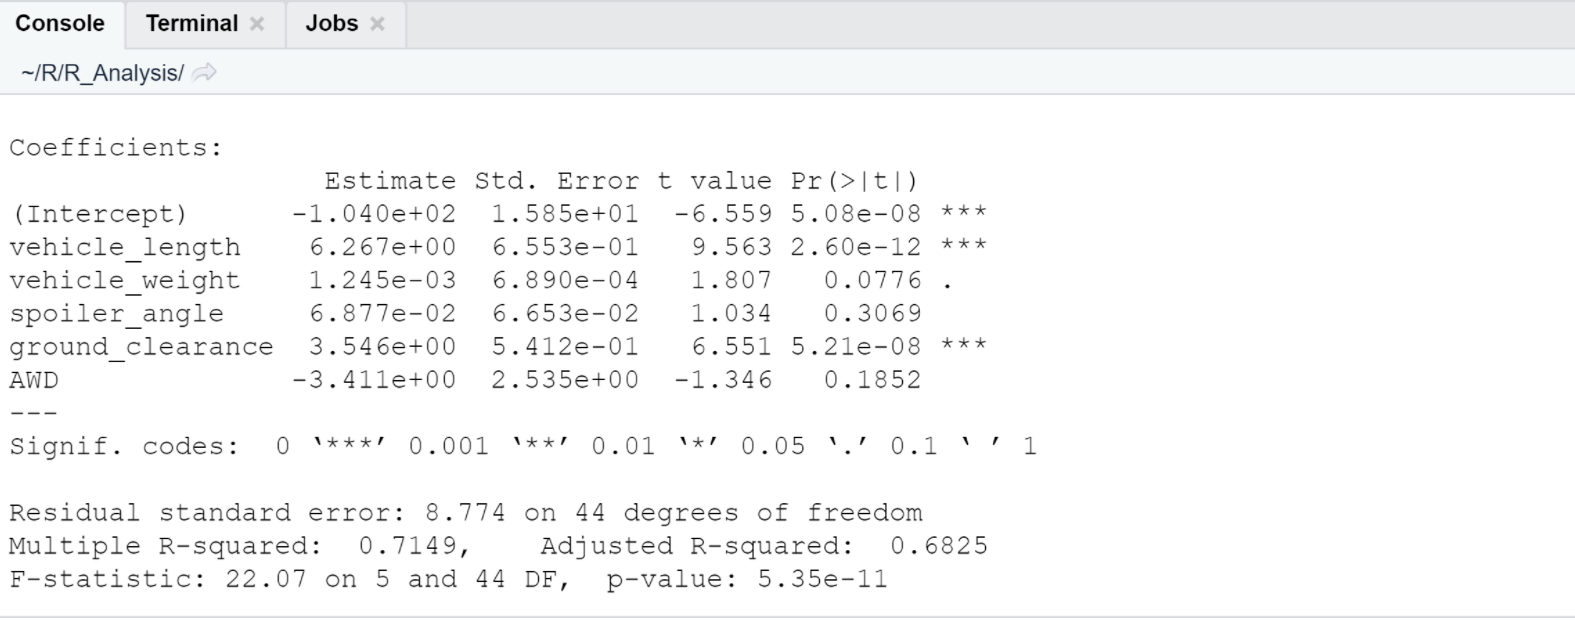 Console Terminal × Jobs ×
~/R/R_Analysis/
Coefficients:
                   Estimate Std. Error t value Pr(>|t|)
(Intercept)      -1.040e+02  1.585e+01  -6.559 5.08e-08 ***
vehicle_length    6.267e+00  6.553e-01   9.563 2.60e-12 ***
vehicle_weight    1.245e-03  6.890e-04   1.807   0.0776 .
spoiler_angle     6.877e-02  6.653e-02   1.034   0.3069
ground_clearance  3.546e+00  5.412e-01   6.551 5.21e-08 ***
AWD              -3.411e+00  2.535e+00  -1.346   0.1852
---
Signif. codes:  0 ‘***’ 0.001 ‘**’ 0.01 ‘*’ 0.05 ‘.’ 0.1 ‘ ’ 1
Residual standard error: 8.774 on 44 degrees of freedom
Multiple R-squared:  0.7149,    Adjusted R-squared:  0.6825
F-statistic: 22.07 on 5 and 44 DF,  p-value: 5.35e-11